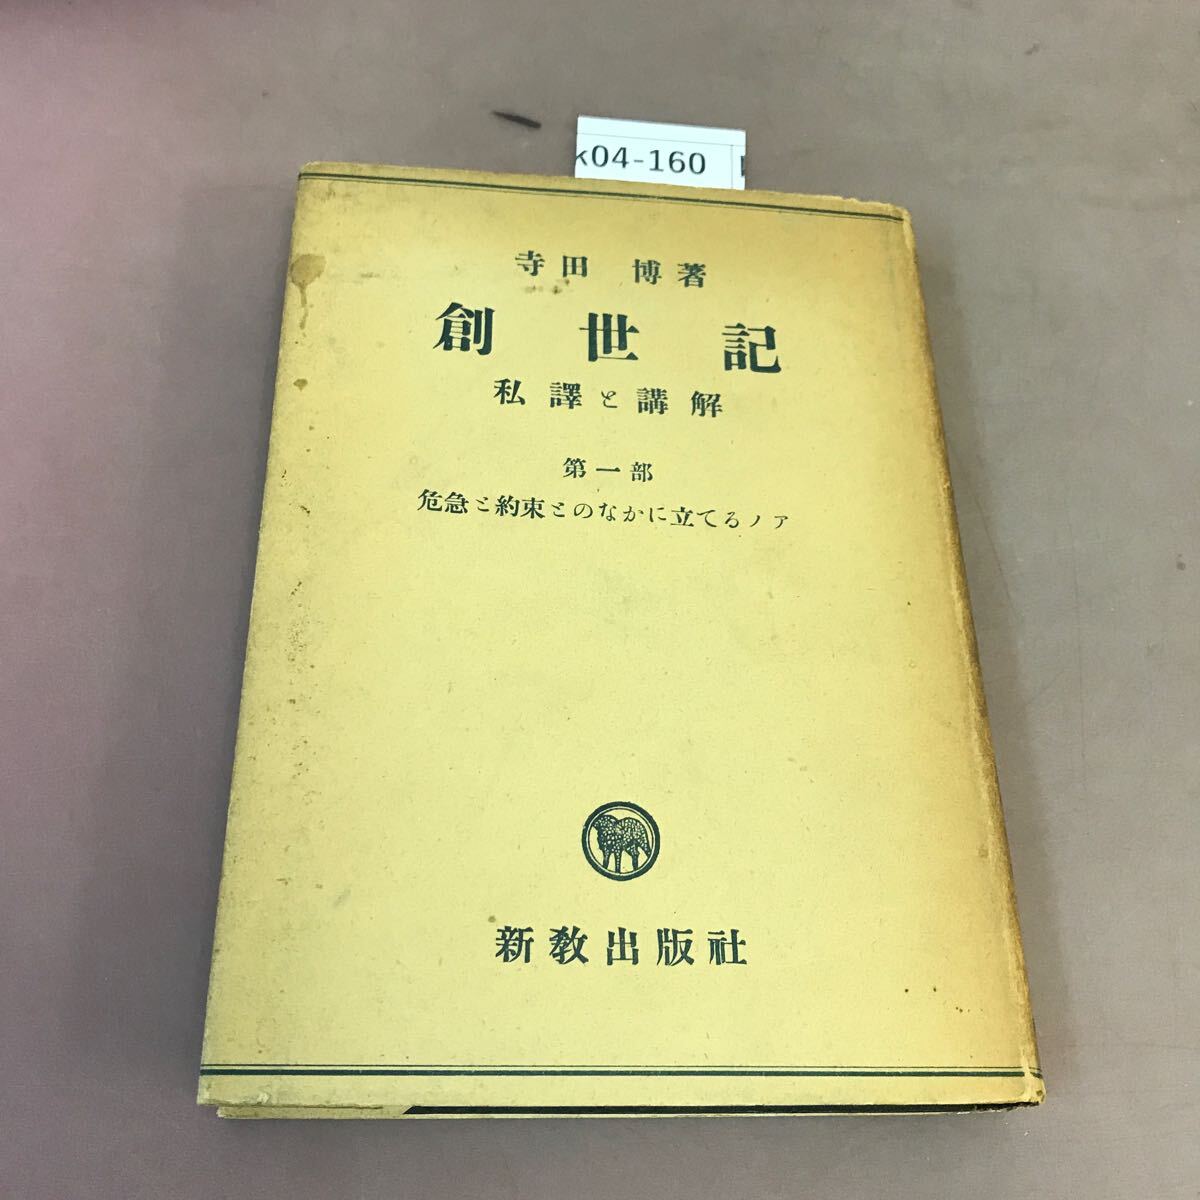 k04-160
寺田 博著
創世記
私譯と講解
第一部
危急と約束とのなかに立てるノア
新教出版社